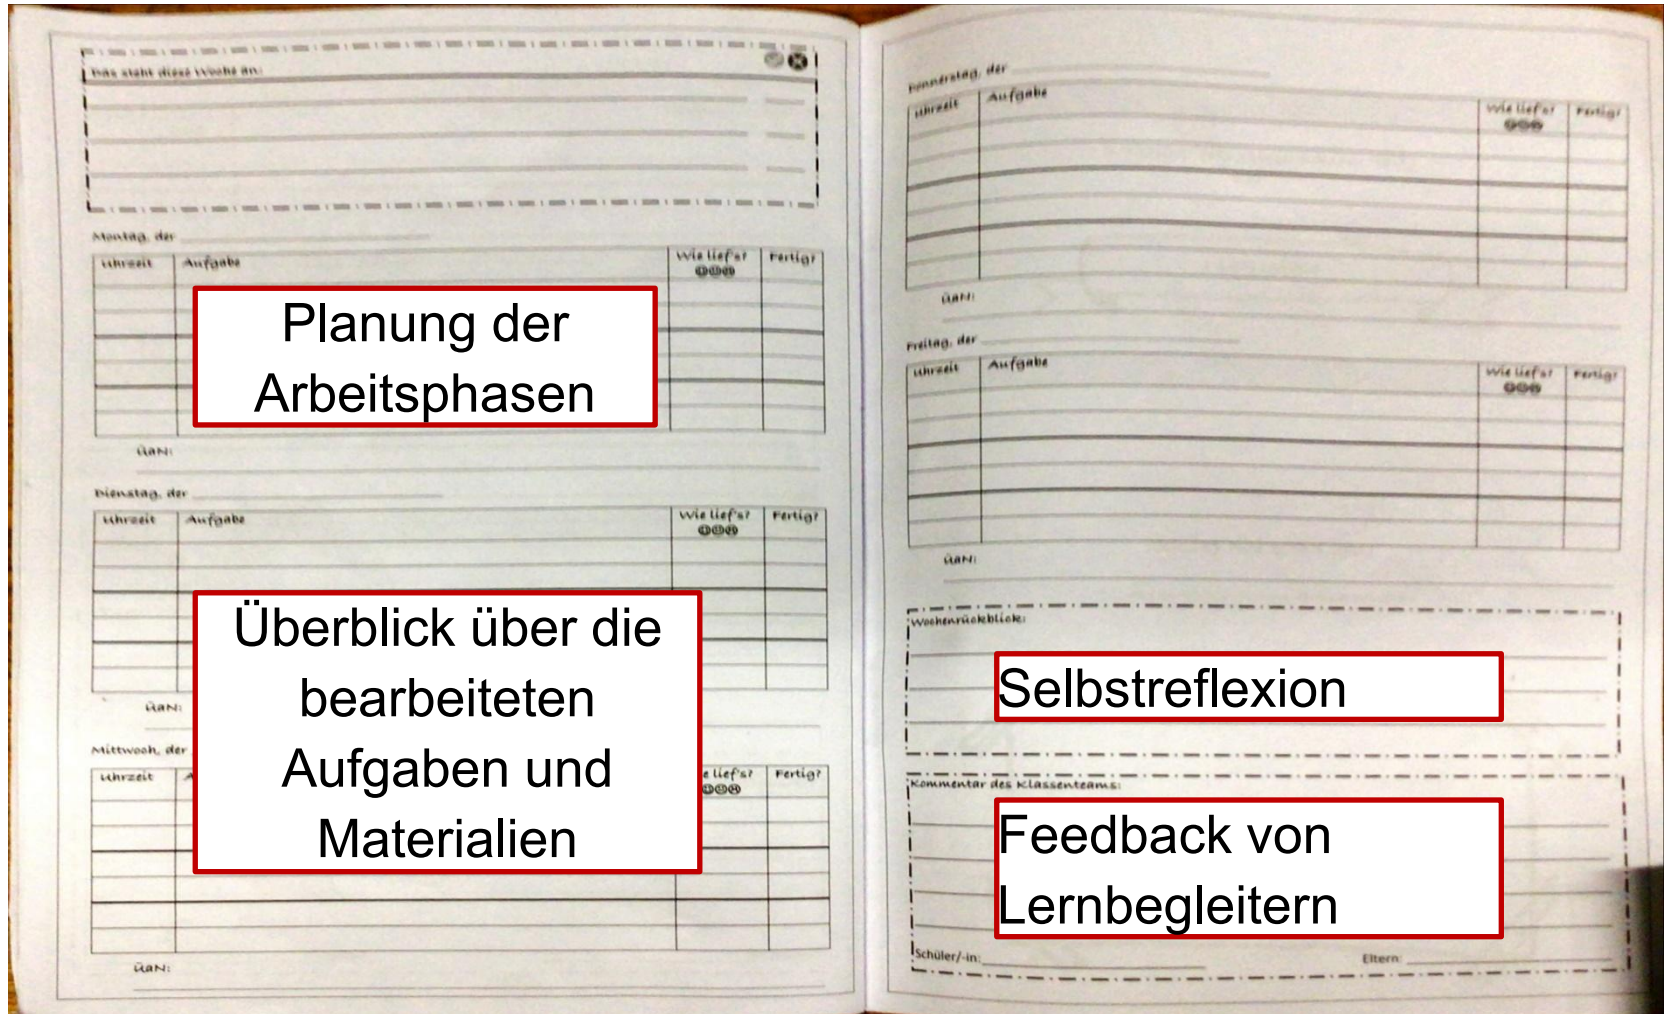 Das steht diese Woche an:
Montag, der
Uhrzeit Aufgabe Wie lief's? Fertig?
Planung der
Arbeitsphasen
ÜaN:
Dienstag, der
Uhrzeit Aufgabe Wie lief's? Fertig?
Überblick über die
bearbeiteten
Aufgaben und
Materialien
ÜaN:
Mittwoch, der
Uhrzeit A e lief's? Fertig?
ÜaN:
Donnerstag, der
Uhrzeit Aufgabe Wie lief's? Fertig?
ÜaN:
Freitag, der
Uhrzeit Aufgabe Wie lief's? Fertig?
ÜaN:
Wochenrückblick:
Selbstreflexion
Kommentar des Klassenteams:
Feedback von
Lernbegleitern
Schüler/-in: Eltern: